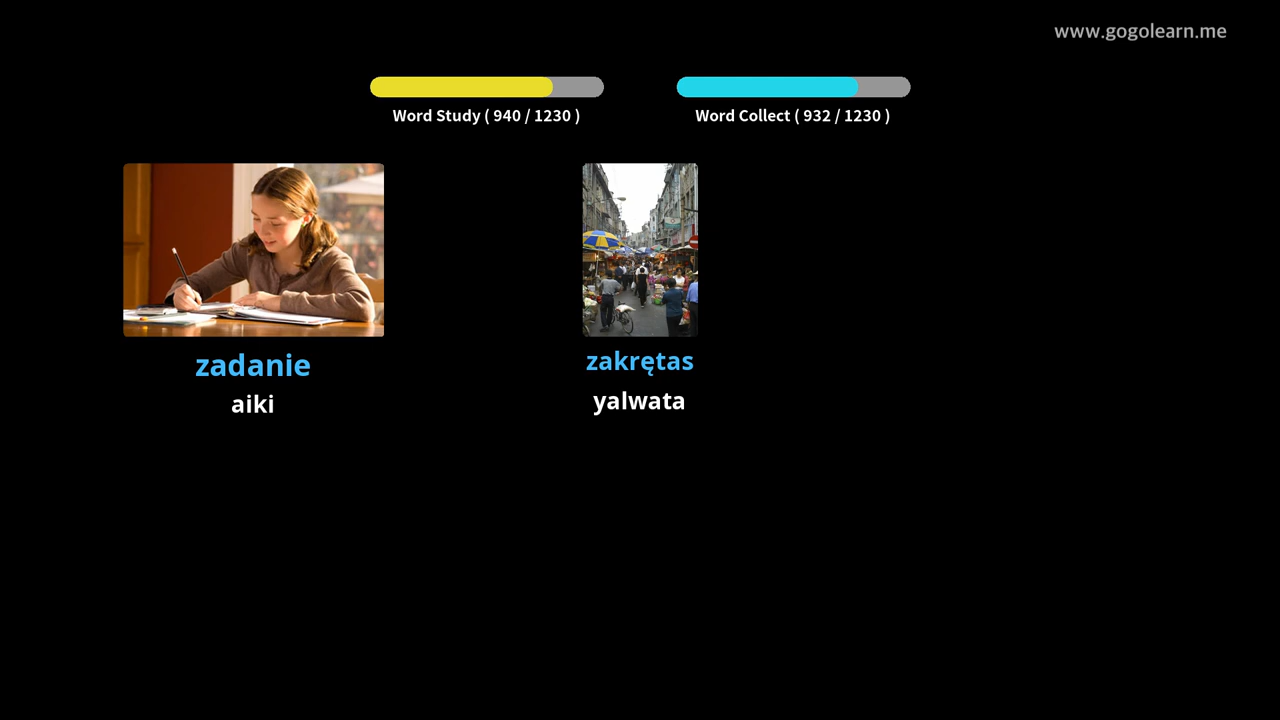 www.gogolearn.me
Word Study ( 940 / 1230 )
Word Collect ( 932 / 1230 )
zadanie
aiki
zakrętas
yalwata